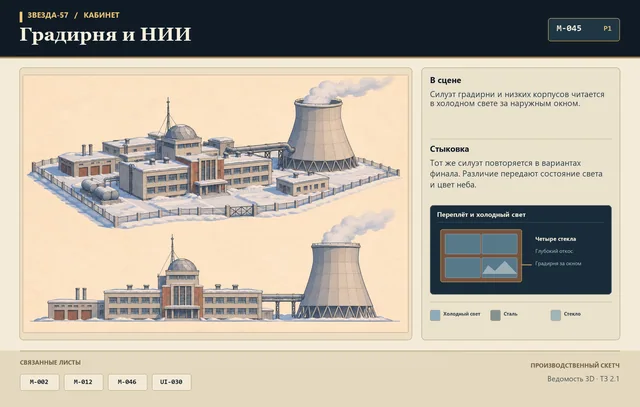 ЗВЕЗДА-57 / КАБИНЕТ
Градирня и НИИ
М-045 P1
В сцене
Силуэт градирни и низких корпусов читается
в холодном свете за наружным окном.
Стыковка
Тот же силуэт повторяется в вариантах
финала. Различие передают состояние света
и цвет неба.
Переплёт и холодный свет
Четыре стекла
Глубокий откос
Градирня за окном
Холодный свет
Сталь
Стекло
СВЯЗАННЫЕ ЛИСТЫ
М-002 М-012 М-046 UI-030
ПРОИЗВОДСТВЕННЫЙ СКЕТЧ
Ведомость 3D · ТЗ 2.1